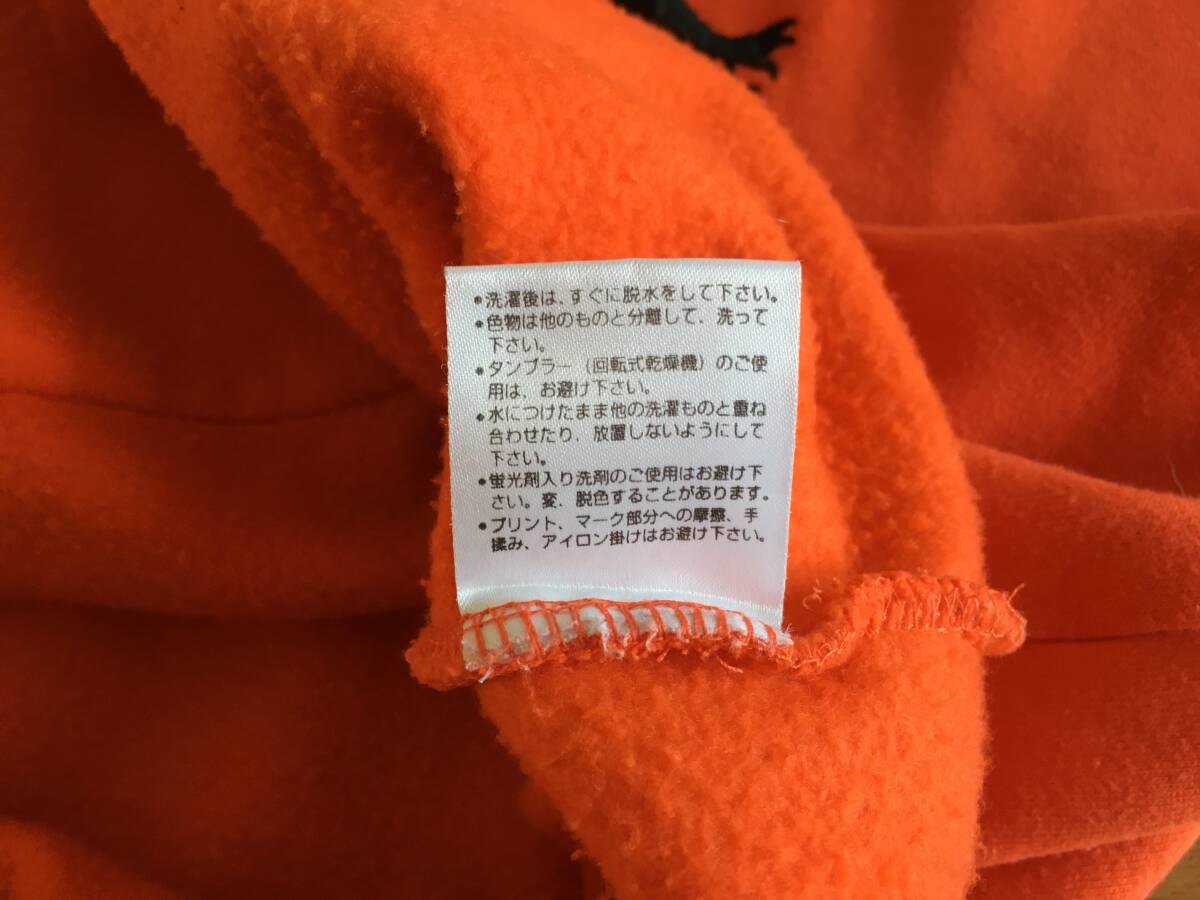 •洗濯後は、すぐに脱水をして下さい。
•色物は他のものと分離して、洗って
下さい。
•タンブラー（回転式乾燥機）のご使
用は、お避け下さい。
•水につけたまま他の洗濯ものと重ね
合わせたり、放置しないようにして
下さい。
•蛍光剤入り洗剤のご使用はお避け下
さい。変、脱色することがあります。
•プリント、マーク部分への摩擦、手
揉み、アイロン掛けはお避け下さい。